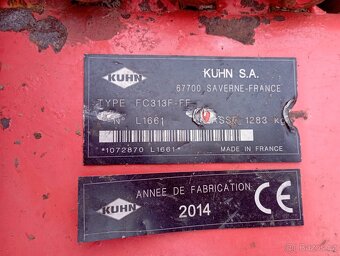 KUHN
KUHN S.A.
67700 SAVERNE-FRANCE
TYPE FC313F-FF
N° L1661 MASSE 1283 KG
*1072870 L1661*
MADE IN FRANCE
KUHN
ANNEE DE FABRICATION
2014
CE